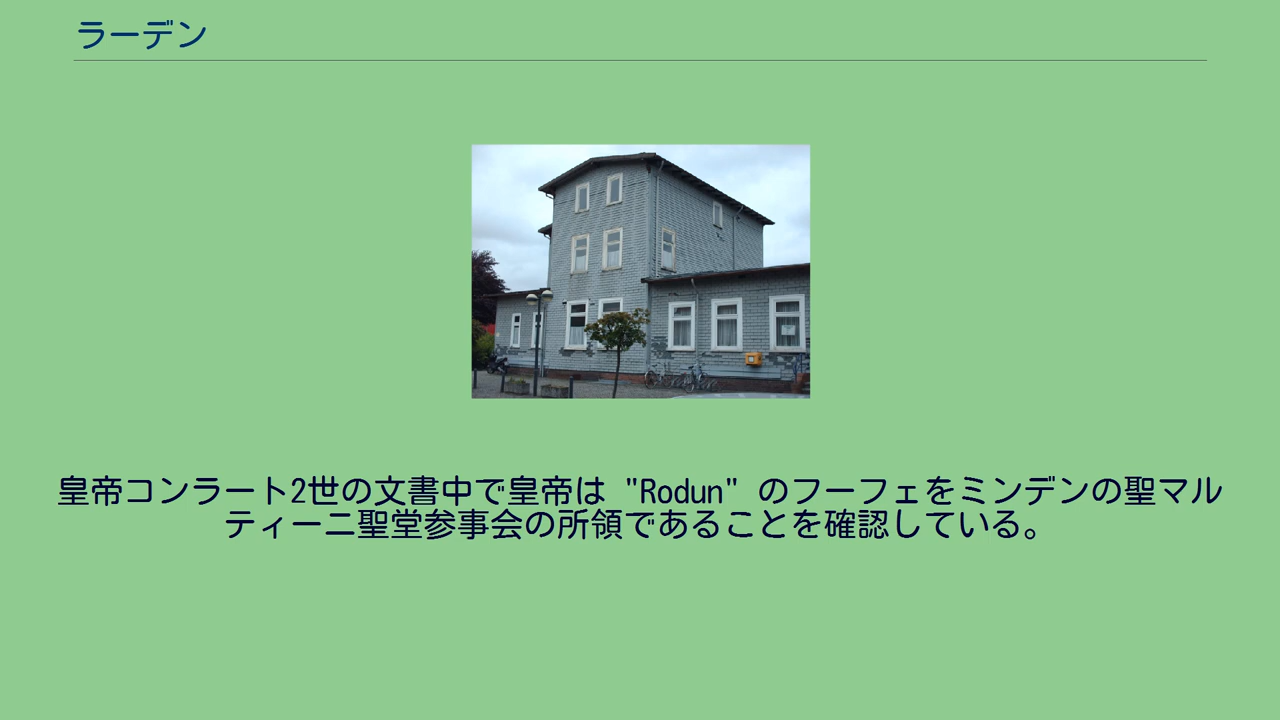 ラーデン
皇帝コンラート2世の文書中で皇帝は "Rodun" のフーフェをミンデンの聖マル
ティーニ聖堂参事会の所領であることを確認している。